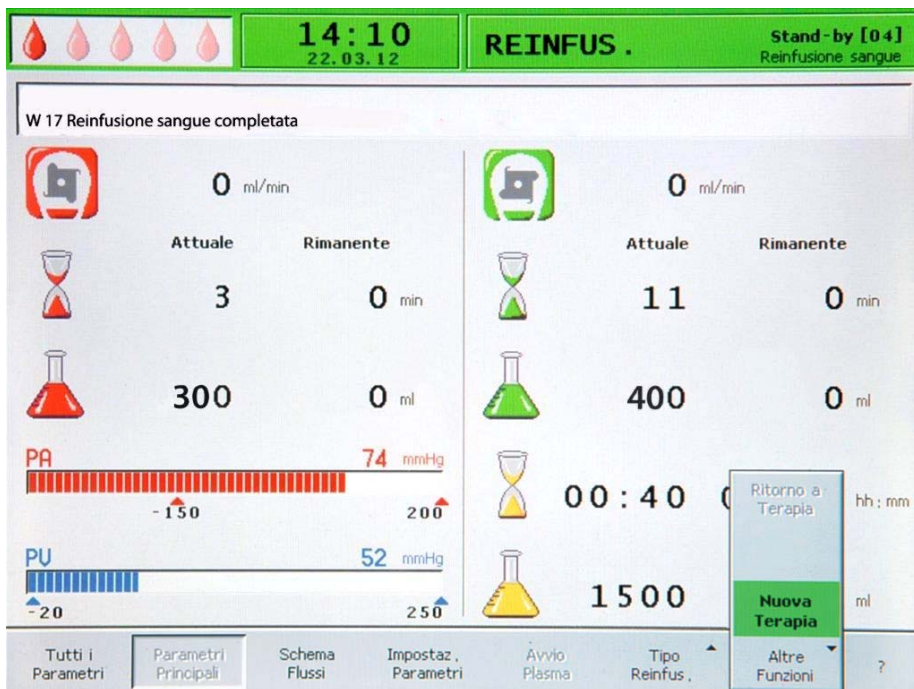 14:10
22.03.12
REINFUS.
Stand-by [04]
Reinfusione sangue
W 17 Reinfusione sangue completata
0 ml/min
0 ml/min
Attuale Rimanente
Attuale Rimanente
3 0 min
11 0 min
300 0 ml
400 0 ml
PA 74 mmHg
-150 200
00:40 hh:mm
PV 52 mmHg
-20 250
1500 ml
Ritorno a
Terapia
Nuova
Terapia
Tutti i
Parametri
Parametri
Principali
Schema
Flussi
Impostaz.
Parametri
Avvio
Plasma
Tipo
Reinfus.
Altre
Funzioni
?